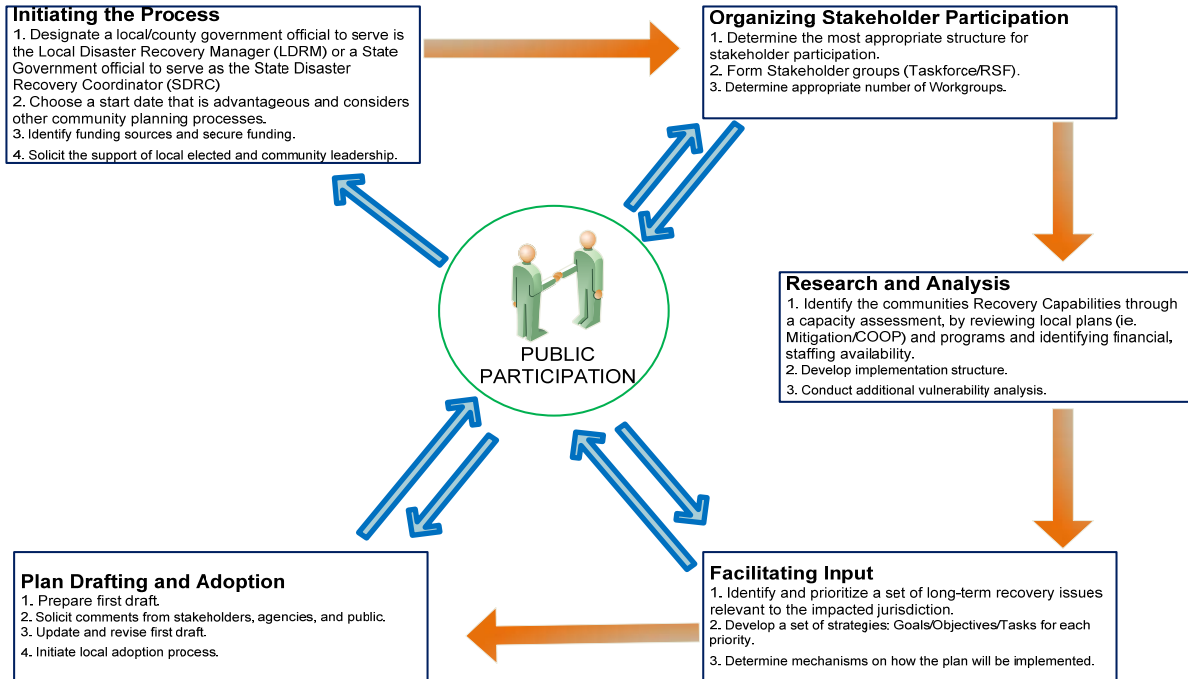 Initiating the Process
1. Designate a local/county government official to serve is
the Local Disaster Recovery Manager (LDRM) or a State
Government official to serve as the State Disaster
Recovery Coordinator (SDRC)
2. Choose a start date that is advantageous and considers
other community planning processes.
3. Identify funding sources and secure funding.
4. Solicit the support of local elected and community leadership.
Organizing Stakeholder Participation
1. Determine the most appropriate structure for
stakeholder participation.
2. Form Stakeholder groups (Taskforce/RSF).
3. Determine appropriate number of Workgroups.
Research and Analysis
1. Identify the communities Recovery Capabilities through
a capacity assessment, by reviewing local plans (ie.
Mitigation/COOP) and programs and identifying financial,
staffing availability.
2. Develop implementation structure.
3. Conduct additional vulnerability analysis.
PUBLIC
PARTICIPATION
Facilitating Input
1. Identify and prioritize a set of long-term recovery issues
relevant to the impacted jurisdiction.
2. Develop a set of strategies: Goals/Objectives/Tasks for each
priority.
3. Determine mechanisms on how the plan will be implemented.
Plan Drafting and Adoption
1. Prepare first draft.
2. Solicit comments from stakeholders, agencies, and public.
3. Update and revise first draft.
4. Initiate local adoption process.